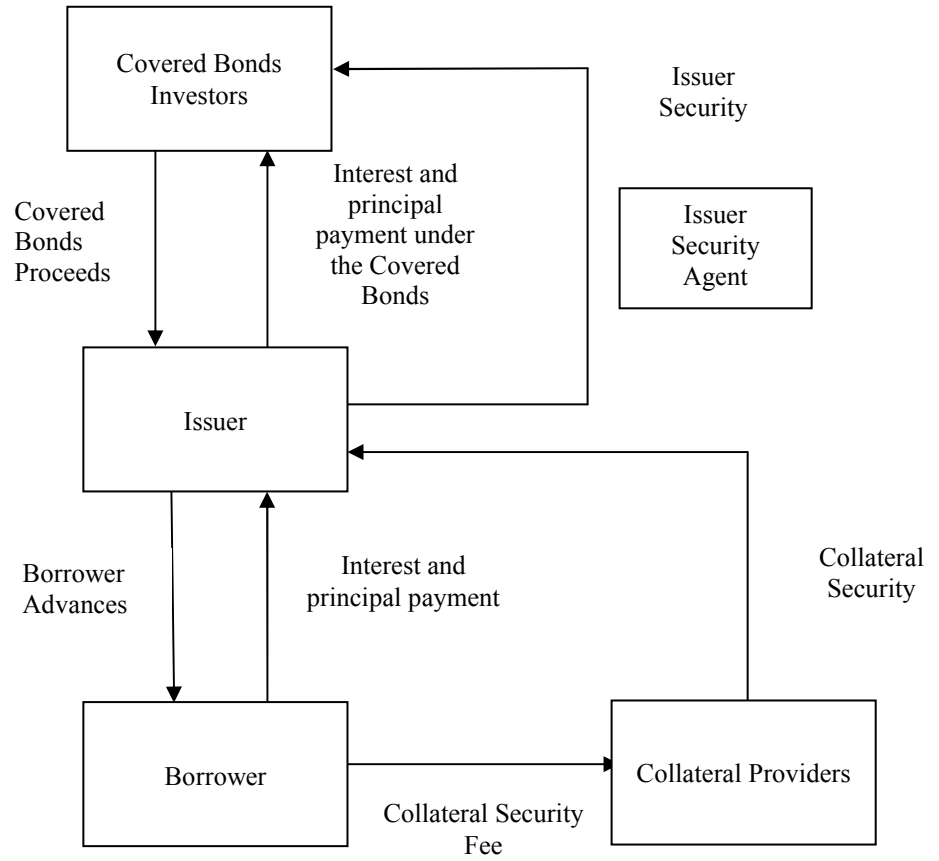 Covered Bonds
Investors
Issuer
Security
Covered
Bonds
Proceeds
Interest and
principal
payment under
the Covered
Bonds
Issuer
Security
Agent
Issuer
Borrower
Advances
Interest and
principal payment
Collateral
Security
Borrower
Collateral Providers
Collateral Security
Fee